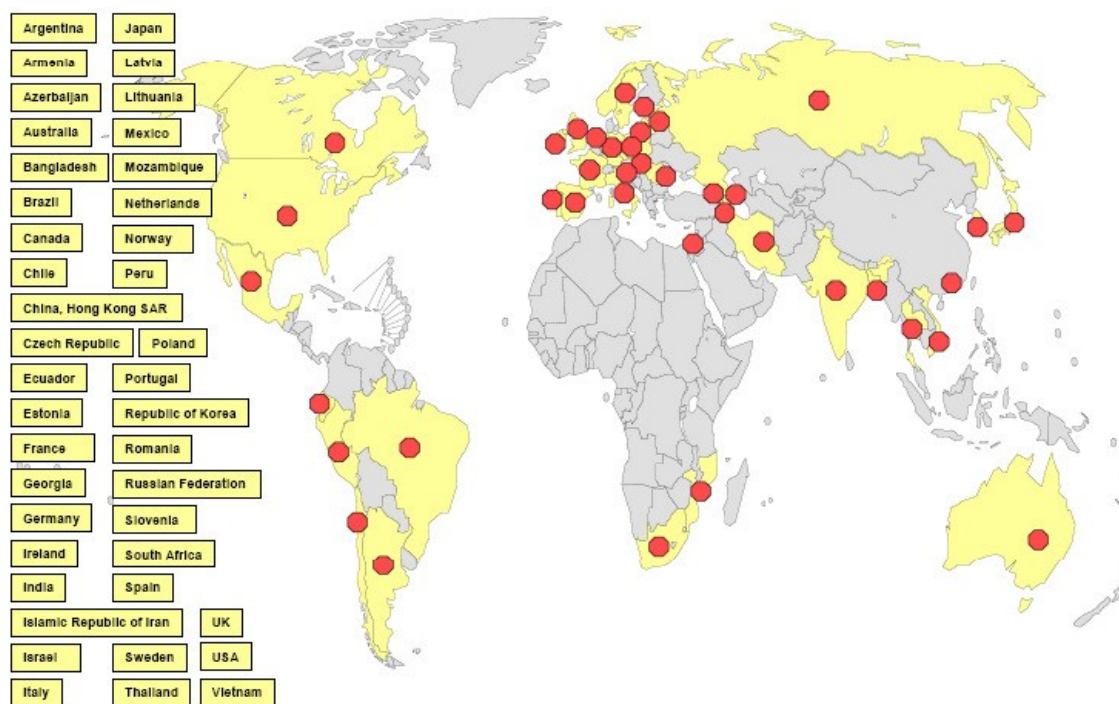 Argentina Japan
Armenia Latvia
Azerbaijan Lithuania
Australia Mexico
Bangladesh Mozambique
Brazil Netherlands
Canada Norway
Chile Peru
China, Hong Kong SAR
Czech Republic Poland
Ecuador Portugal
Estonia Republic of Korea
France Romania
Georgia Russian Federation
Germany Slovenia
Ireland South Africa
India Spain
Islamic Republic of Iran UK
Israel Sweden USA
Italy Thailand Vietnam